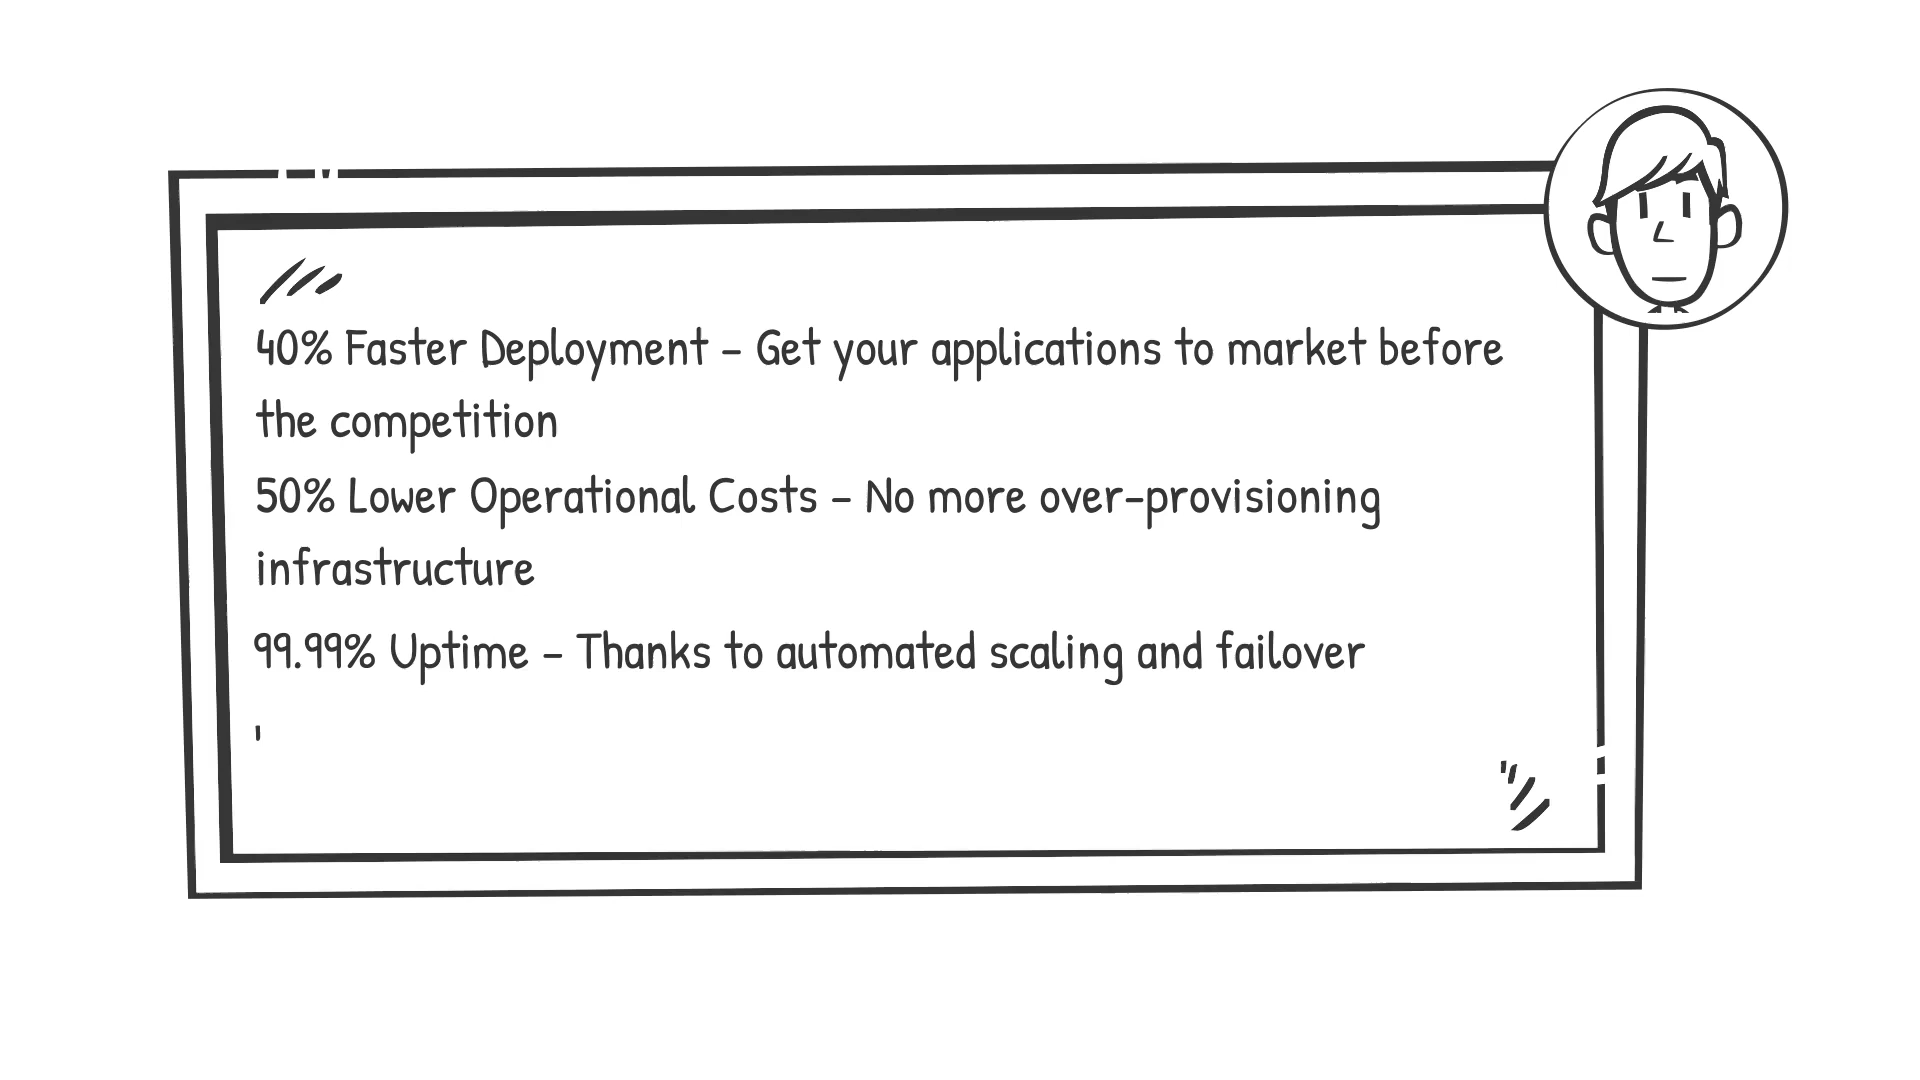 40% Faster Deployment – Get your applications to market before
the competition
50% Lower Operational Costs – No more over-provisioning
infrastructure
99.99% Uptime – Thanks to automated scaling and failover
'